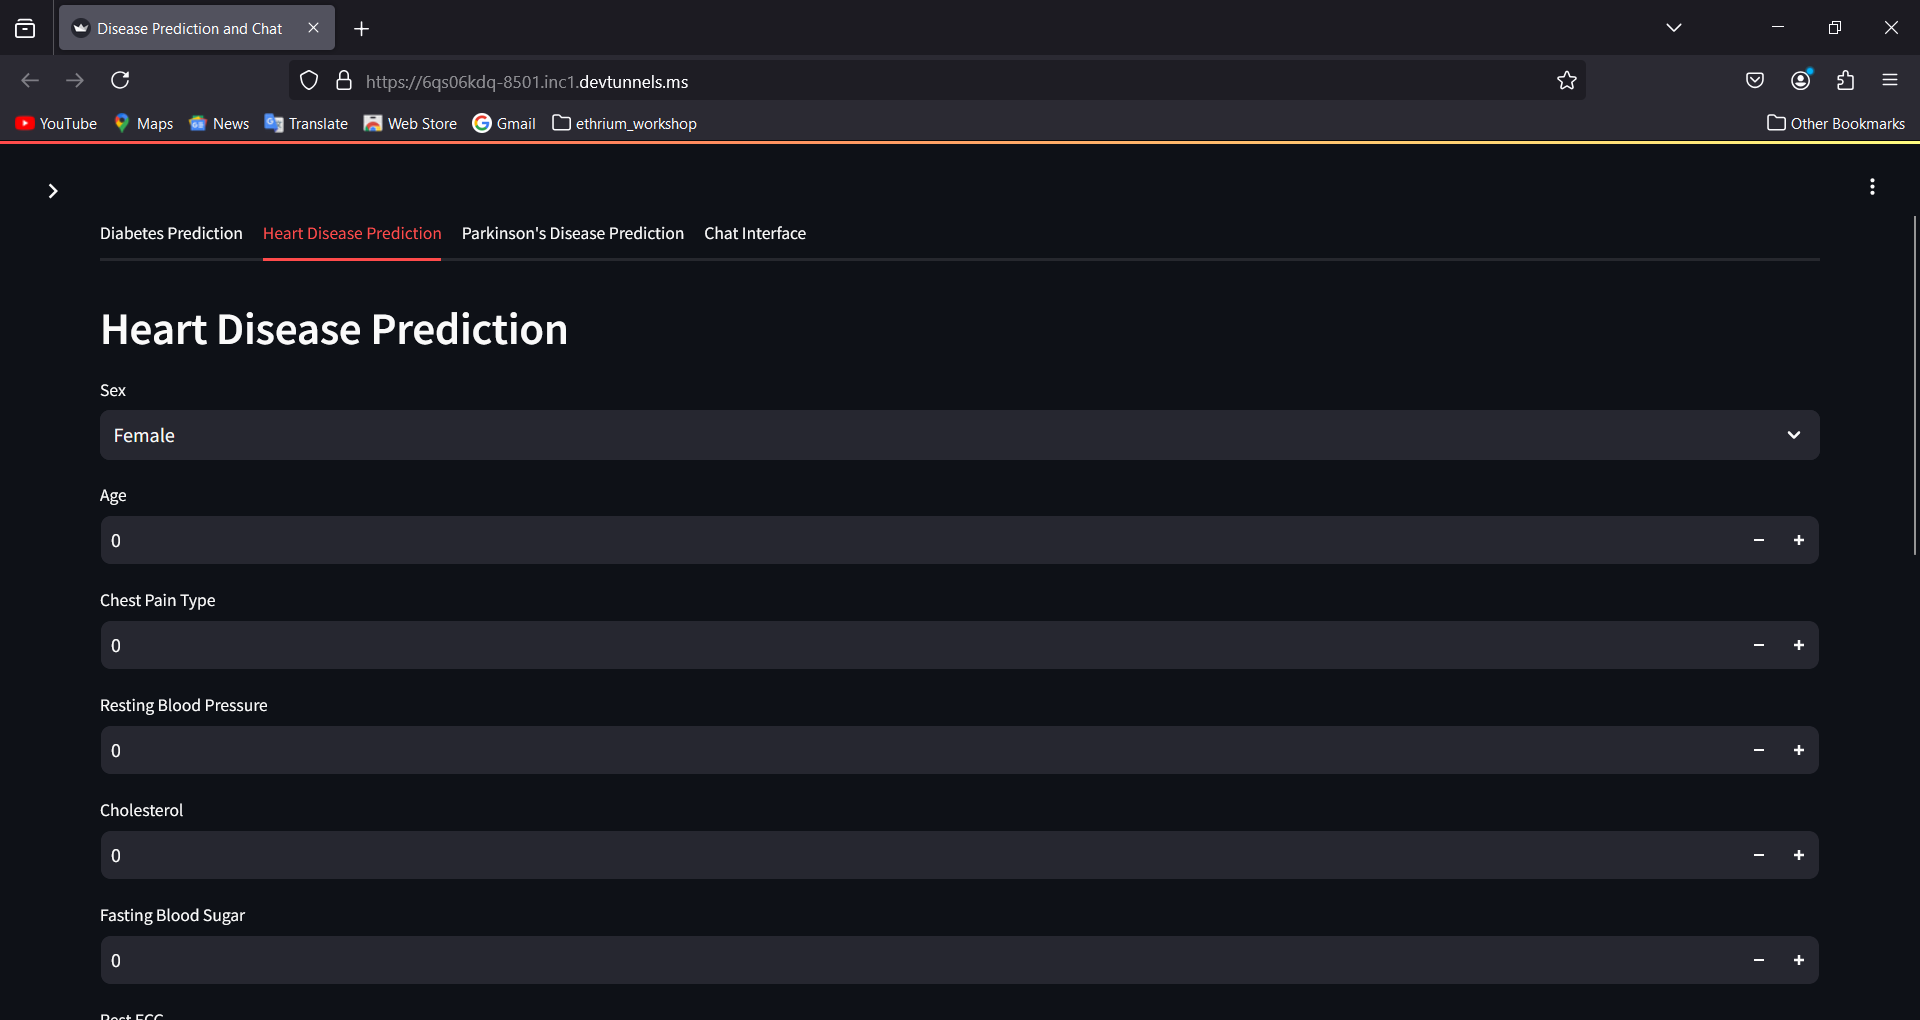 Disease Prediction and Chat
https://6qs06kdq-8501.inc1.devtunnels.ms
YouTube Maps News Translate Web Store Gmail ethrium_workshop Other Bookmarks
Diabetes Prediction Heart Disease Prediction Parkinson's Disease Prediction Chat Interface
Heart Disease Prediction
Sex
Female
Age
0
Chest Pain Type
0
Resting Blood Pressure
0
Cholesterol
0
Fasting Blood Sugar
0
Rest ECG